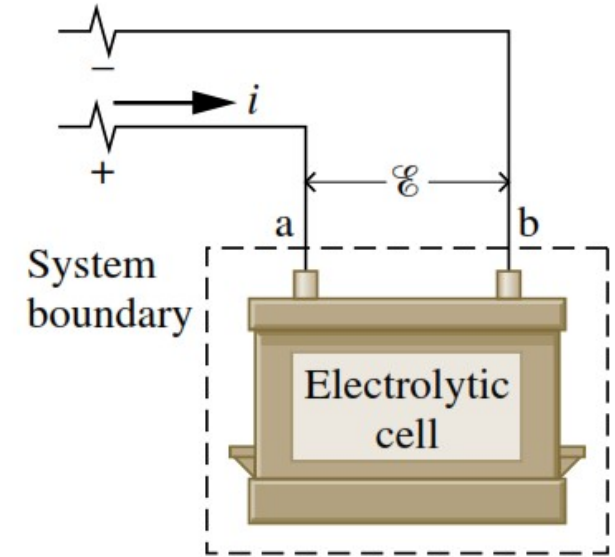 −
i
+
ℰ
a
b
System
boundary
Electrolytic
cell